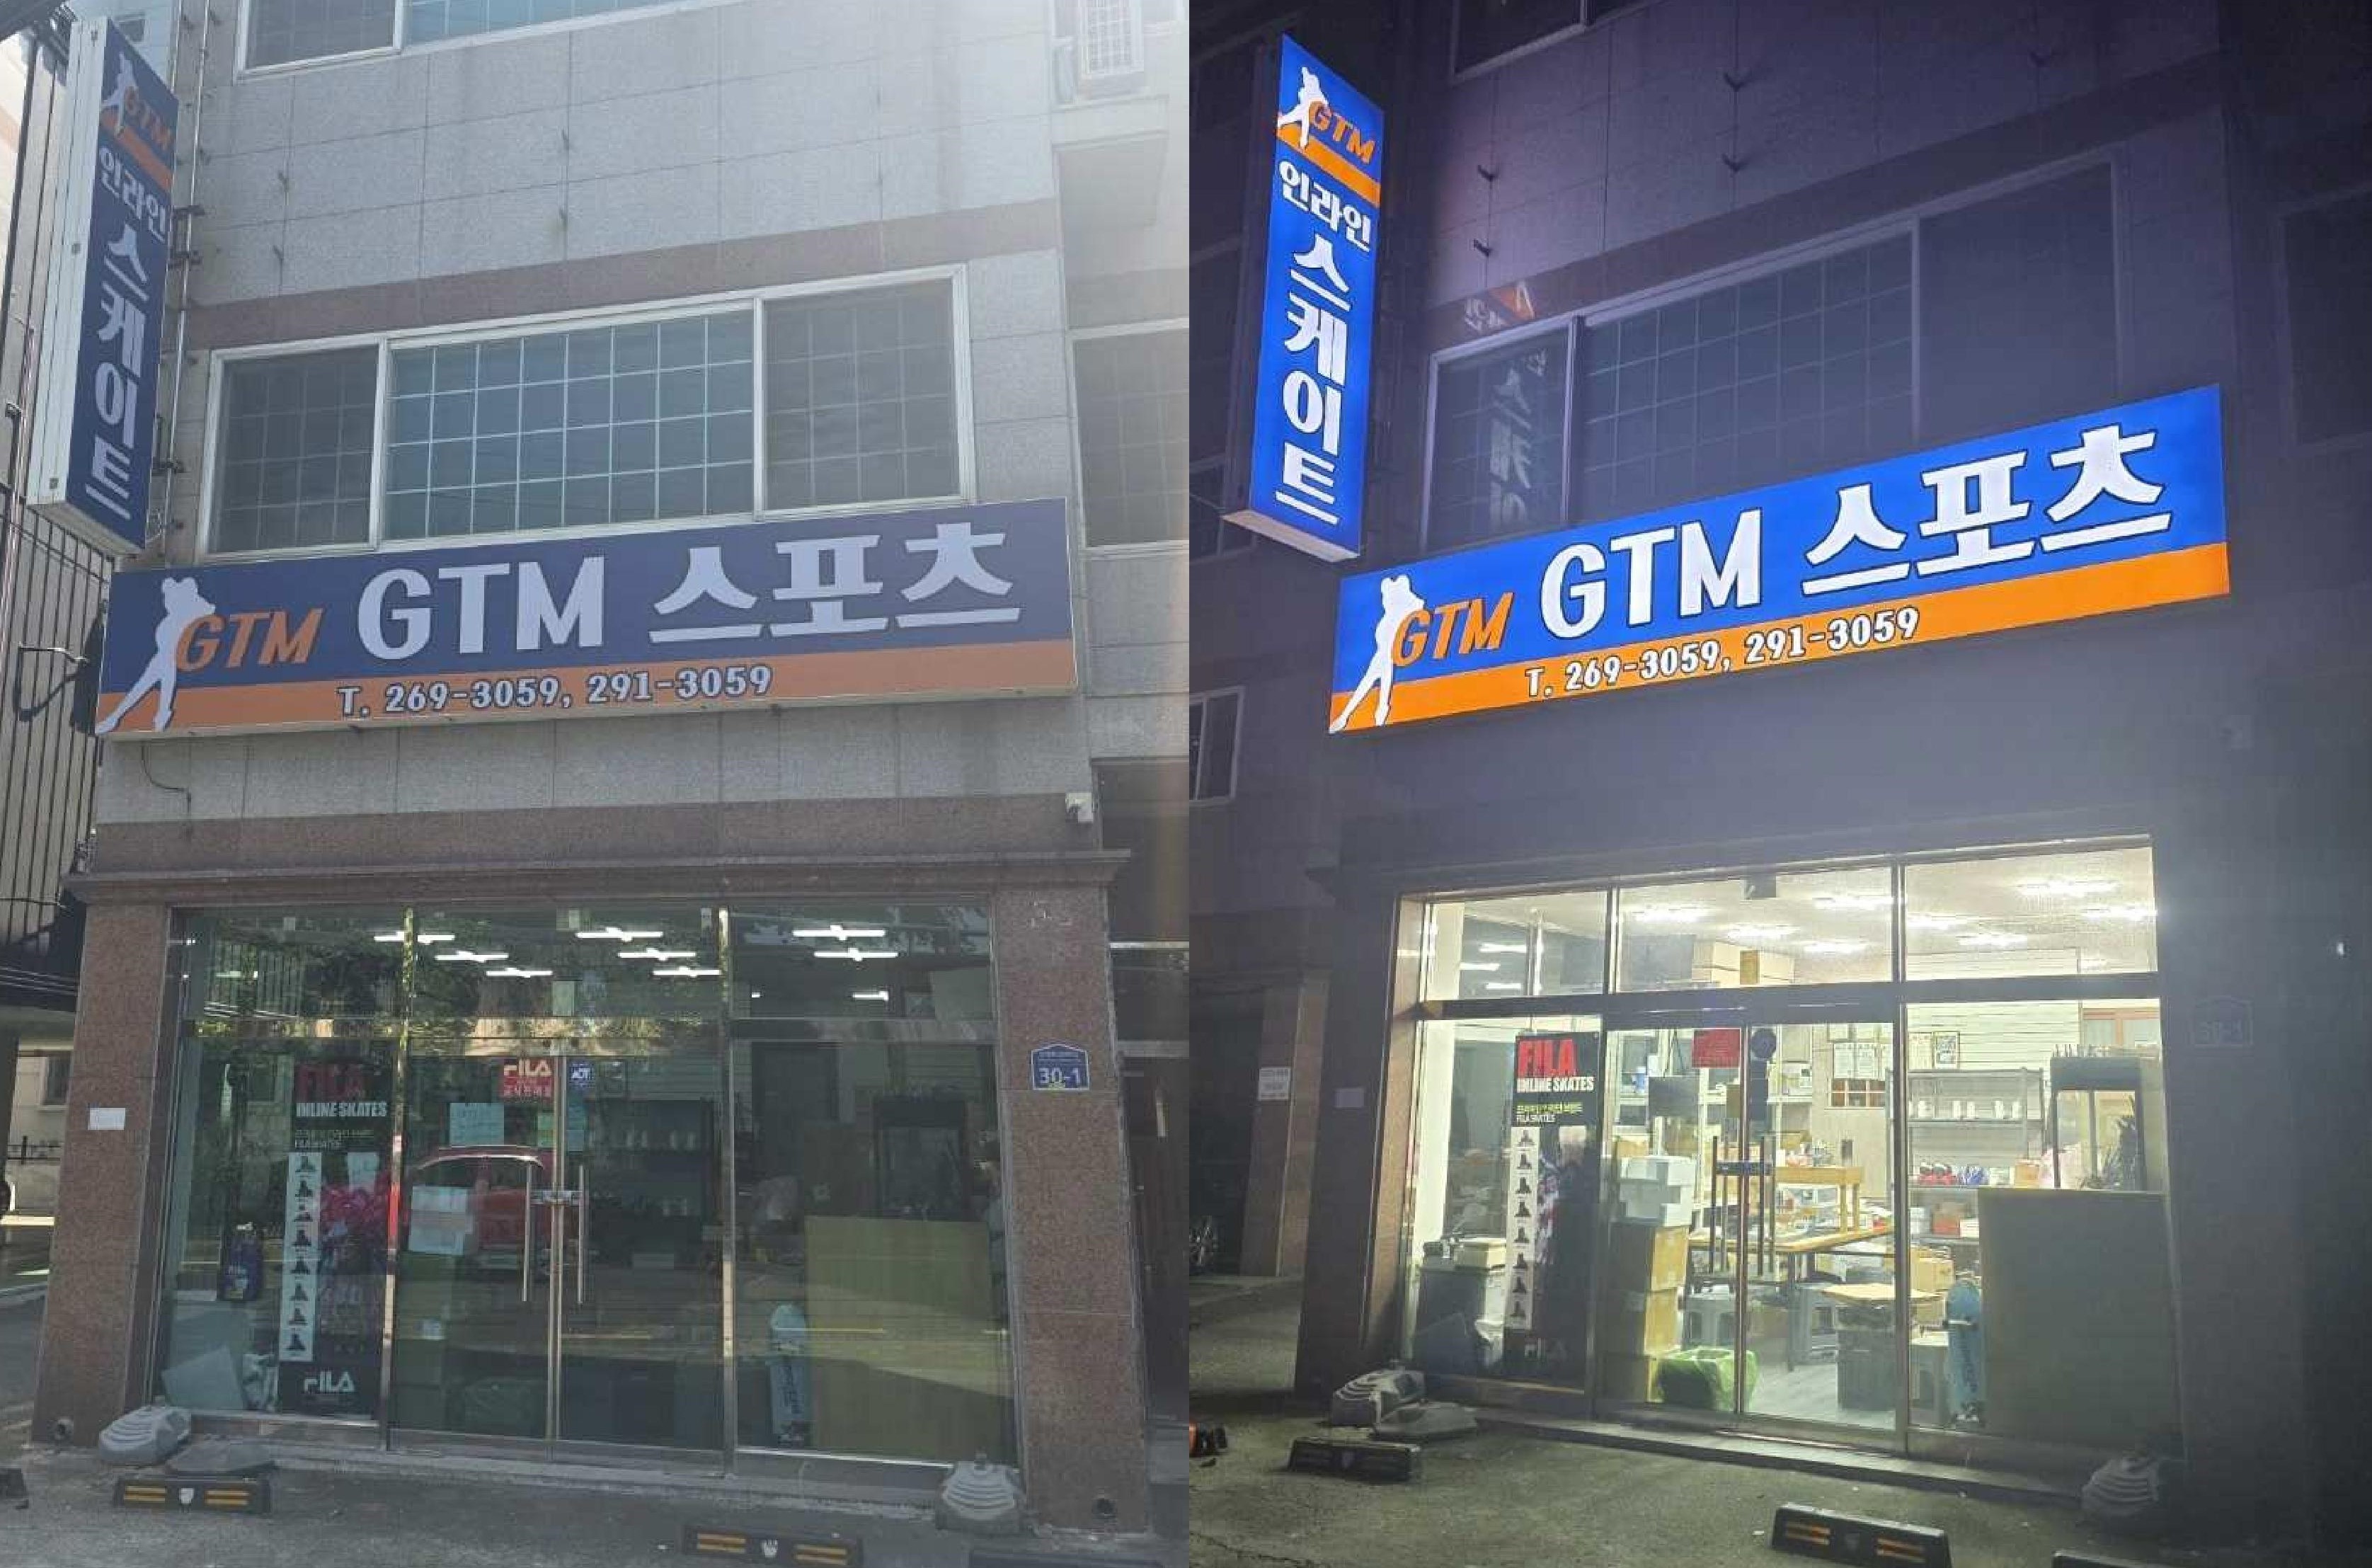 GTM
인라인
스케이트
GTM GTM 스포츠
T. 269-3059, 291-3059
FILA
INLINE SKATES
FILA SKATES
FILA
FILA
ADT
30-1
GTM
인라인
스케이트
GTM GTM 스포츠
T. 269-3059, 291-3059
FILA
INLINE SKATES
FILA SKATES
FILA
30-1